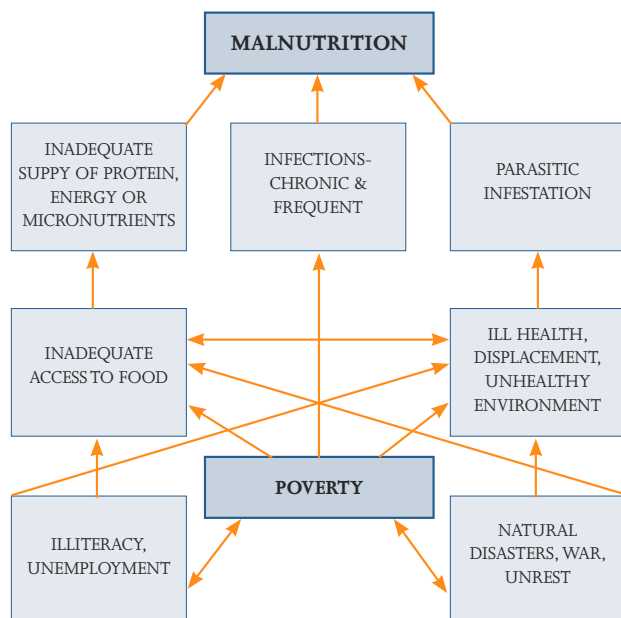 MALNUTRITION
INADEQUATE
SUPPY OF PROTEIN,
ENERGY OR
MICRONUTRIENTS
INFECTIONS-
CHRONIC &
FREQUENT
PARASITIC
INFESTATION
INADEQUATE
ACCESS TO FOOD
ILL HEALTH,
DISPLACEMENT,
UNHEALTHY
ENVIRONMENT
POVERTY
ILLITERACY,
UNEMPLOYMENT
NATURAL
DISASTERS, WAR,
UNREST